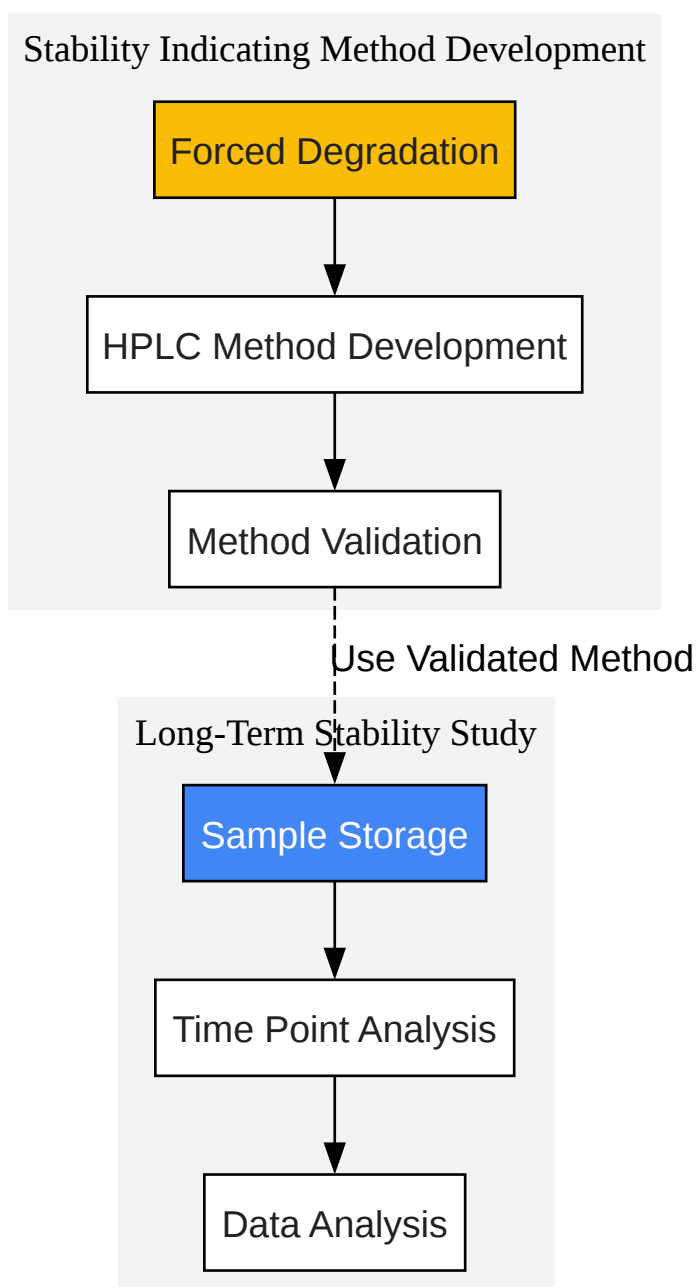 Stability Indicating Method Development
Forced Degradation
HPLC Method Development
Method Validation
Use Validated Method
Long-Term Stability Study
Sample Storage
Time Point Analysis
Data Analysis